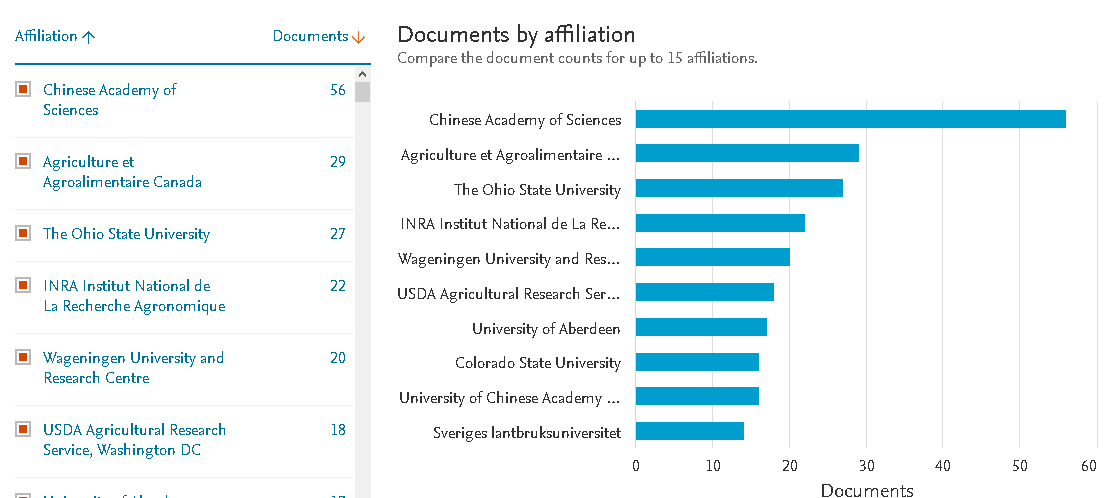 Affiliation
Documents
Chinese Academy of
Sciences
56
Agriculture et
Agroalimentaire Canada
29
The Ohio State University
27
INRA Institut National de
La Recherche Agronomique
22
Wageningen University and
Research Centre
20
USDA Agricultural Research
Service, Washington DC
18
Documents by affiliation
Compare the document counts for up to 15 affiliations.
Chinese Academy of Sciences
Agriculture et Agroalimentaire ...
The Ohio State University
INRA Institut National de La Re...
Wageningen University and Res...
USDA Agricultural Research Ser...
University of Aberdeen
Colorado State University
University of Chinese Academy ...
Sveriges lantbruksuniversitet
0 10 20 30 40 50 60
Documents